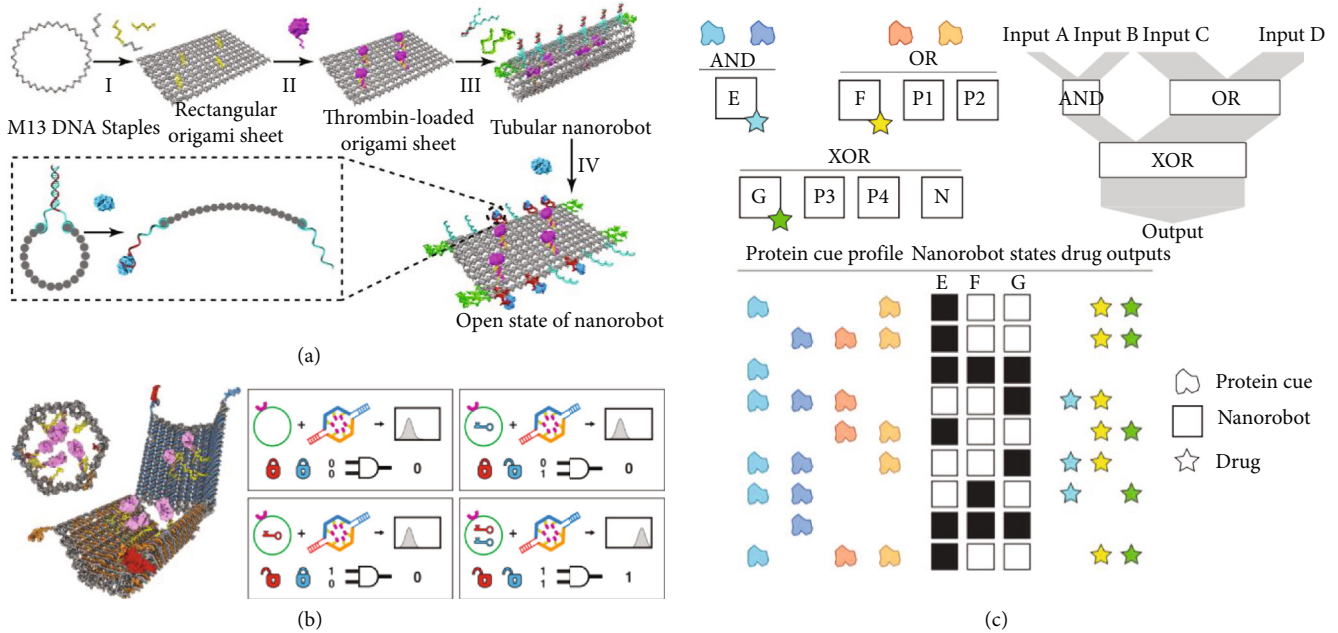 I
II
III
M13 DNA Staples
Rectangular
origami sheet
Thrombin-loaded
origami sheet
Tubular nanorobot
IV
Open state of nanorobot
(a)
+
0
0
0
+
0
1
0
+
1
0
0
+
1
1
1
(b)
AND
E
OR
F P1 P2
XOR
G P3 P4 N
Input A Input B Input C Input D
AND OR
XOR
Output
Protein cue profile Nanorobot states drug outputs
E F G
Protein cue
Nanorobot
Drug
(c)